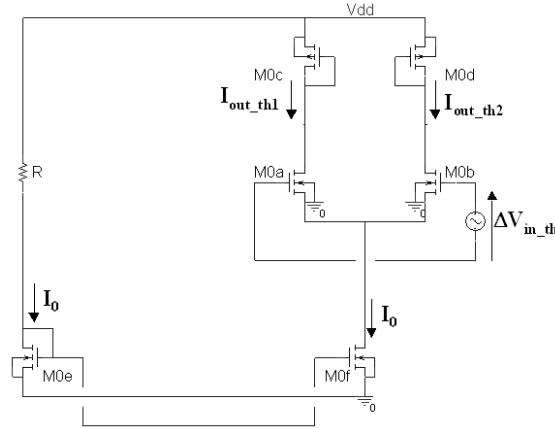 Vdd
M0c
M0d
I_out_th1
I_out_th2
R
M0a
M0b
0
0
ΔV_in_th
I_0
I_0
M0e
M0f
0